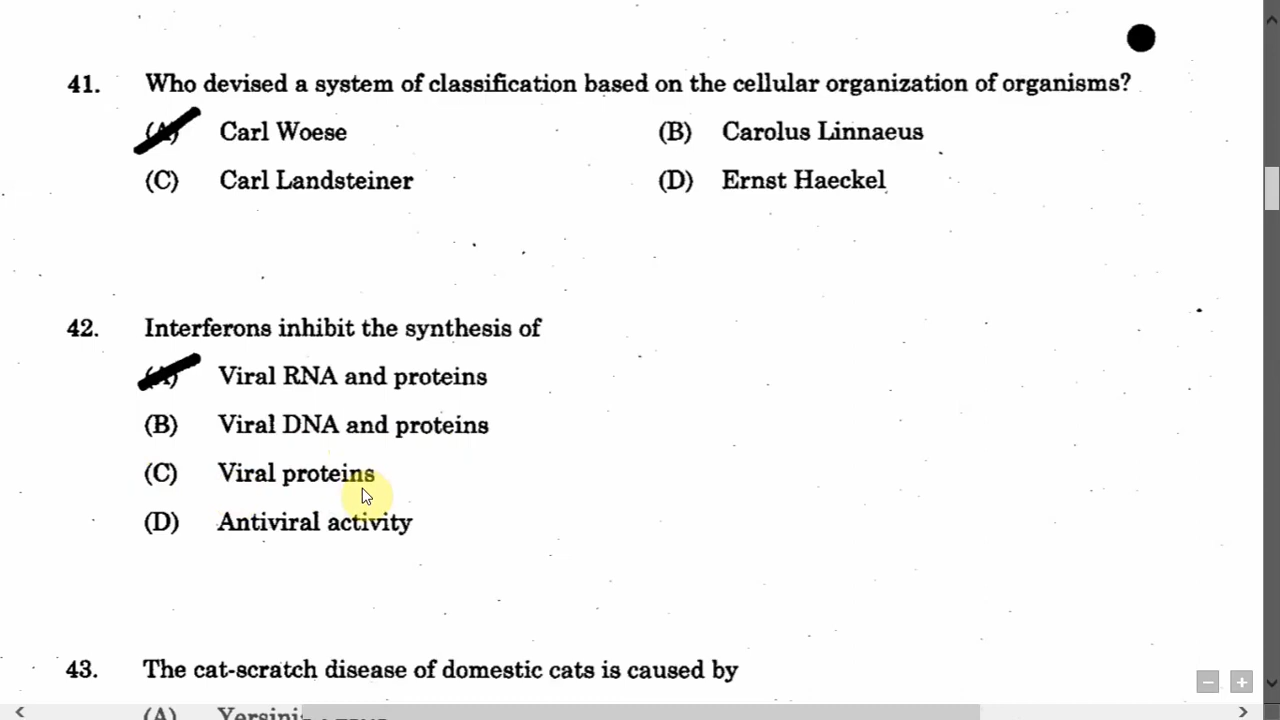 41. Who devised a system of classification based on the cellular organization of organisms?
(A) Carl Woese (B) Carolus Linnaeus
(C) Carl Landsteiner (D) Ernst Haeckel
42. Interferons inhibit the synthesis of
(A) Viral RNA and proteins
(B) Viral DNA and proteins
(C) Viral proteins
(D) Antiviral activity
43. The cat-scratch disease of domestic cats is caused by
(A)